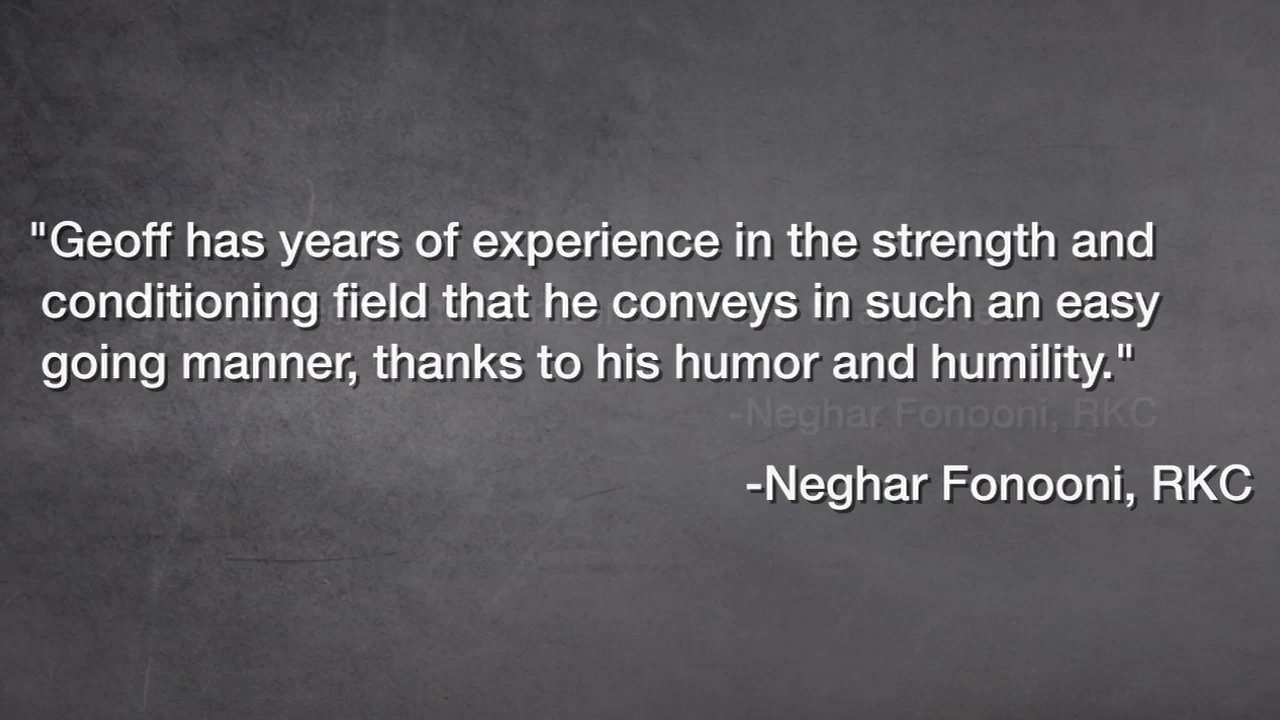 "Geoff has years of experience in the strength and
conditioning field that he conveys in such an easy
going manner, thanks to his humor and humility."
-Neghar Fonooni, RKC
-Neghar Fonooni, RKC